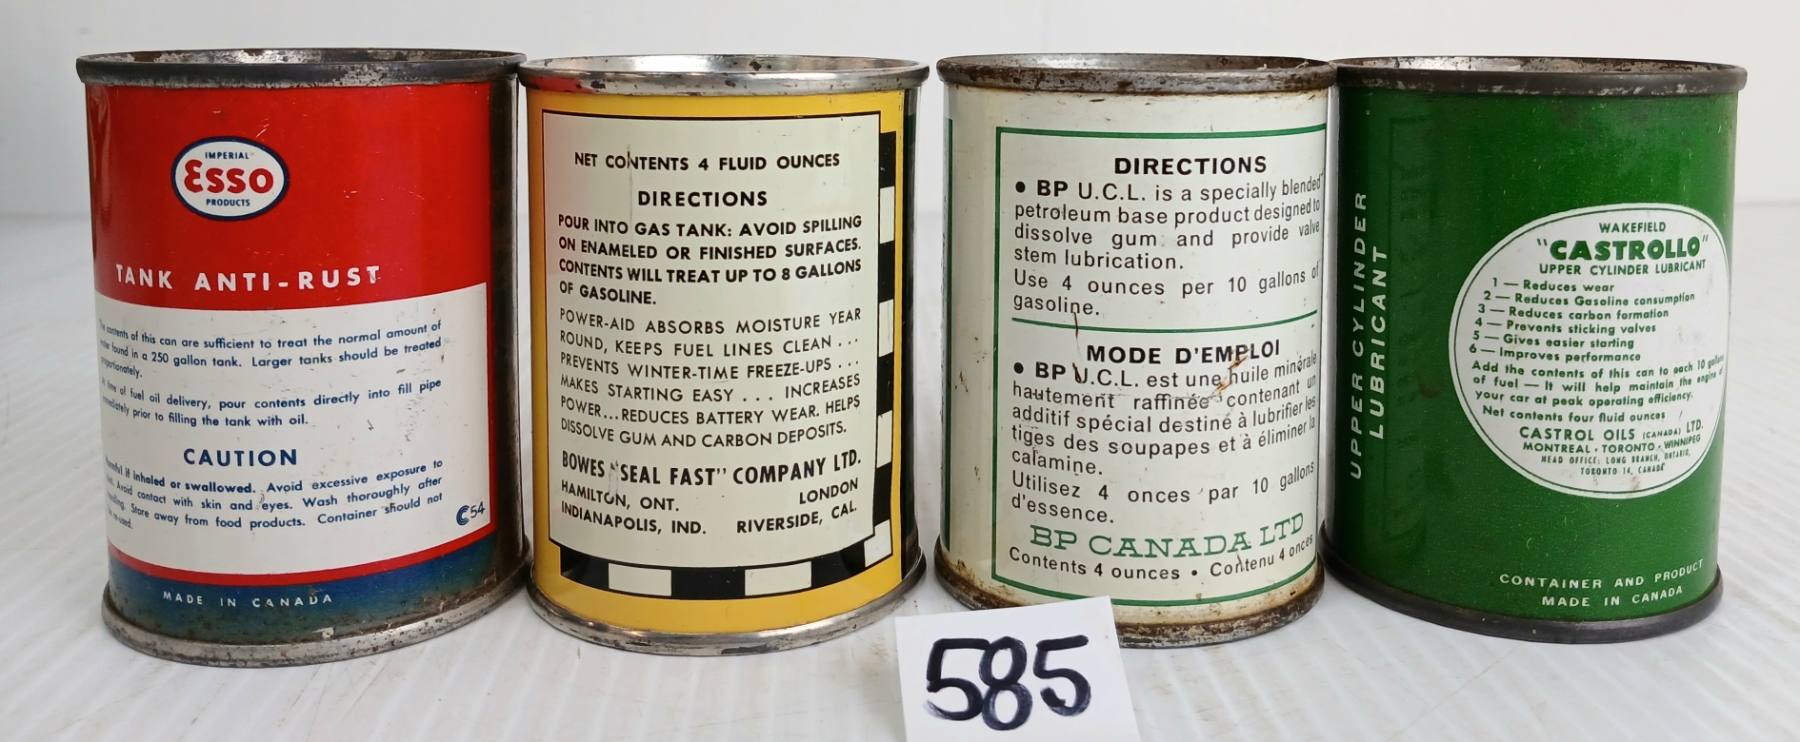 IMPERIAL
Esso
PRODUCTS
TANK ANTI-RUST
contents of this can are sufficient to treat the normal amount of
found in a 250 gallon tank. Larger tanks should be treated
of fuel oil delivery, pour contents directly into fill pipe
prior to filling the tank with oil.
CAUTION
if inhaled or swallowed. Avoid excessive exposure to
Avoid contact with skin and eyes. Wash thoroughly after
Store away from food products. Container should not
C54
MADE IN CANADA
NET CONTENTS 4 FLUID OUNCES
DIRECTIONS
POUR INTO GAS TANK: AVOID SPILLING
ON ENAMELED OR FINISHED SURFACES.
CONTENTS WILL TREAT UP TO 8 GALLONS
OF GASOLINE.
POWER-AID ABSORBS MOISTURE YEAR
ROUND, KEEPS FUEL LINES CLEAN . . .
PREVENTS WINTER-TIME FREEZE-UPS . . .
MAKES STARTING EASY . . . INCREASES
POWER...REDUCES BATTERY WEAR. HELPS
DISSOLVE GUM AND CARBON DEPOSITS.
BOWES "SEAL FAST" COMPANY LTD.
HAMILTON, ONT. LONDON
INDIANAPOLIS, IND. RIVERSIDE, CAL.
DIRECTIONS
• BP U.C.L. is a specially blended
petroleum base product designed to
dissolve gum and provide valve
stem lubrication.
Use 4 ounces per 10 gallons of
gasoline.
MODE D'EMPLOI
• BP U.C.L. est une huile minérale
hautement raffinée contenant un
additif spécial destiné à lubrifier les
tiges des soupapes et à éliminer la
calamine.
Utilisez 4 onces par 10 gallons
d'essence.
BP CANADA LTD
Contents 4 ounces • Contenu 4 onces
UPPER CYLINDER
LUBRICANT
WAKEFIELD
"CASTROLLO"
UPPER CYLINDER LUBRICANT
1 — Reduces wear
2 — Reduces Gasoline consumption
3 — Reduces carbon formation
4 — Prevents sticking valves
5 — Gives easier starting
6 — Improves performance
Add the contents of this can to each 10 gallons
of fuel — It will help maintain the engine of
your car at peak operating efficiency.
Net contents four fluid ounces
CASTROL OILS (CANADA) LTD.
MONTREAL · TORONTO · WINNIPEG
HEAD OFFICE: LONG BRANCH, ONTARIO,
TORONTO 14, CANADA
CONTAINER AND PRODUCT
MADE IN CANADA
585